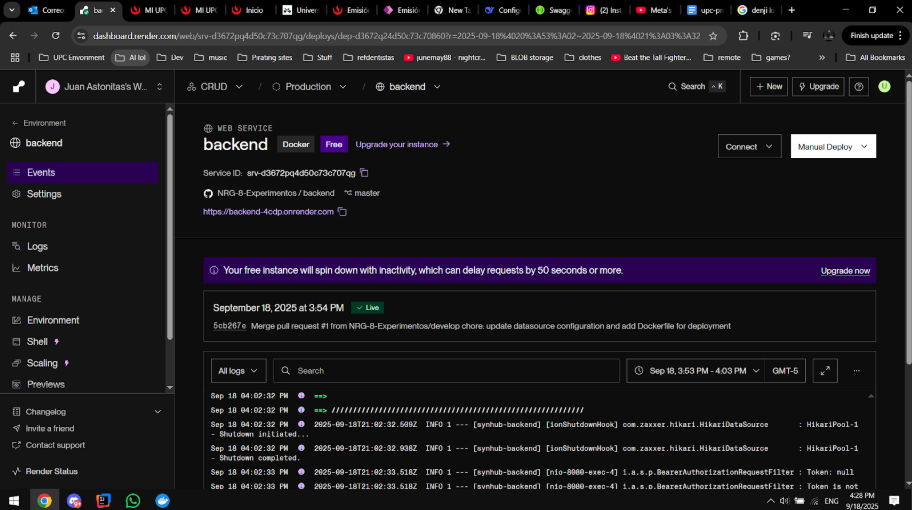 Correo
bac
MI UPC
MI UPC
Inicio
Univers
Emisión
Emisión
New Ta
Config
Swagg
(2) Inst
Meta's
upc-pr
denji k
dashboard.render.com/web/srv-d3672pq4d50c73c707qg/deploys/dep-d3672q24d50c73c70860?r=2025-09-18%4020%3A53%3A02~2025-09-18%4021%3A03%3A32
Finish update
UPC Environment
AI lol
Dev
music
Pirating sites
Stuff
refdentistas
junemay88 - nightcr...
BLOB storage
clothes
Beat the Tall Fighter...
remote
games?
All Bookmarks
J
Juan Astonitas's W...
CRUD
/
Production
/
backend
Search
^ K
+ New
Upgrade
U
← Environment
backend
Events
Settings
MONITOR
Logs
Metrics
MANAGE
Environment
Shell
Scaling
Previews
Changelog
Invite a friend
Contact support
Render Status
WEB SERVICE
backend
Docker
Free
Upgrade your instance →
Connect
Manual Deploy
Service ID: srv-d3672pq4d50c73c707qg
NRG-8-Experimentos / backend
master
https://backend-4cdp.onrender.com
Your free instance will spin down with inactivity, which can delay requests by 50 seconds or more.
Upgrade now
September 18, 2025 at 3:54 PM
✓ Live
5cb267e Merge pull request #1 from NRG-8-Experimentos/develop chore: update datasource configuration and add Dockerfile for deployment
All logs
Search
Sep 18, 3:53 PM - 4:03 PM
GMT-5
...
Sep 18 04:02:32 PM ==>
Sep 18 04:02:32 PM ==> ///////////////////////////////////////////////////////////
Sep 18 04:02:32 PM 2025-09-18T21:02:32.509Z INFO 1 --- [synhub-backend] [ionShutdownHook] com.zaxxer.hikari.HikariDataSource : HikariPool-1
- Shutdown initiated...
Sep 18 04:02:32 PM 2025-09-18T21:02:32.938Z INFO 1 --- [synhub-backend] [ionShutdownHook] com.zaxxer.hikari.HikariDataSource : HikariPool-1
- Shutdown completed.
Sep 18 04:02:33 PM 2025-09-18T21:02:33.518Z INFO 1 --- [synhub-backend] [nio-8080-exec-4] i.a.s.p.BearerAuthorizationRequestFilter : Token: null
Sep 18 04:02:33 PM 2025-09-18T21:02:33.518Z INFO 1 --- [synhub-backend] [nio-8080-exec-4] i.a.s.p.BearerAuthorizationRequestFilter : Token is not
ENG
4:28 PM
9/18/2025